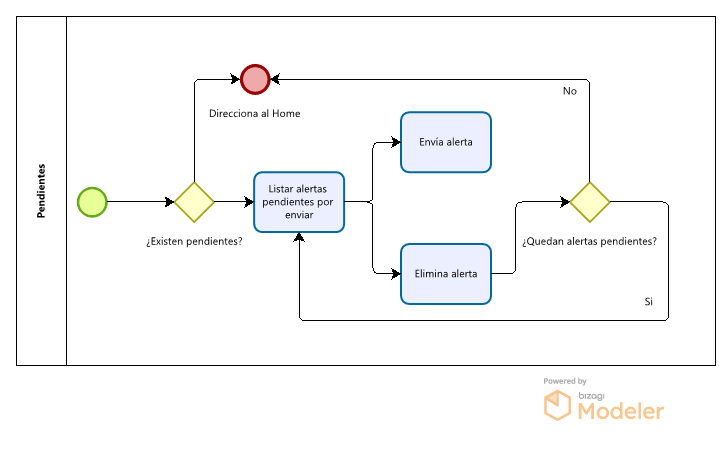 Pendientes
Direcciona al Home
No
Envía alerta
Listar alertas
pendientes por
enviar
¿Existen pendientes?
¿Quedan alertas pendientes?
Elimina alerta
Si
Powered by
bizagi
Modeler